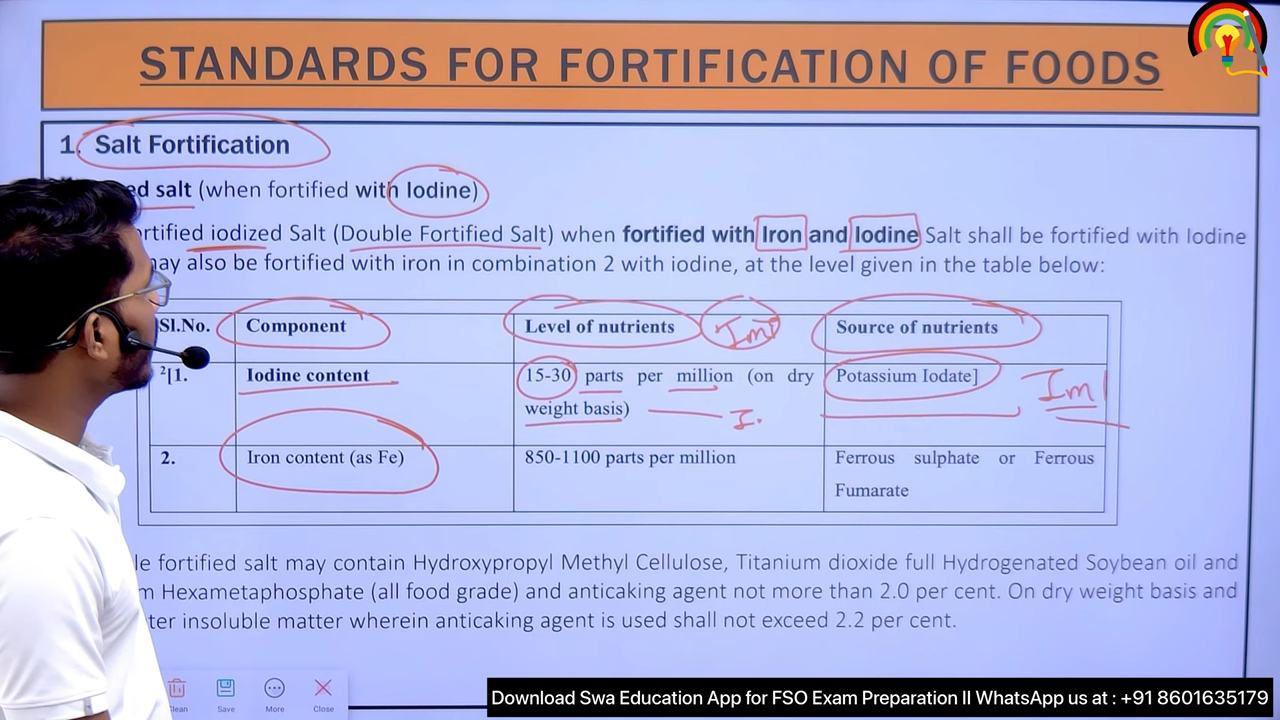 STANDARDS FOR FORTIFICATION OF FOODS
1. Salt Fortification
salt (when fortified with Iodine)
iodized Salt (Double Fortified Salt) when fortified with Iron and Iodine Salt shall be fortified with Iodine
may also be fortified with iron in combination 2 with iodine, at the level given in the table below:
Sl.No. Component Level of nutrients Imp Source of nutrients
²[1. Iodine content 15-30 parts per million (on dry Potassium Iodate] Imp
weight basis) I.
2. Iron content (as Fe) 850-1100 parts per million Ferrous sulphate or Ferrous
Fumarate
fortified salt may contain Hydroxypropyl Methyl Cellulose, Titanium dioxide full Hydrogenated Soybean oil and
Hexametaphosphate (all food grade) and anticaking agent not more than 2.0 per cent. On dry weight basis and
insoluble matter wherein anticaking agent is used shall not exceed 2.2 per cent.
Clean Save More Close
Download Swa Education App for FSO Exam Preparation II WhatsApp us at : +91 8601635179